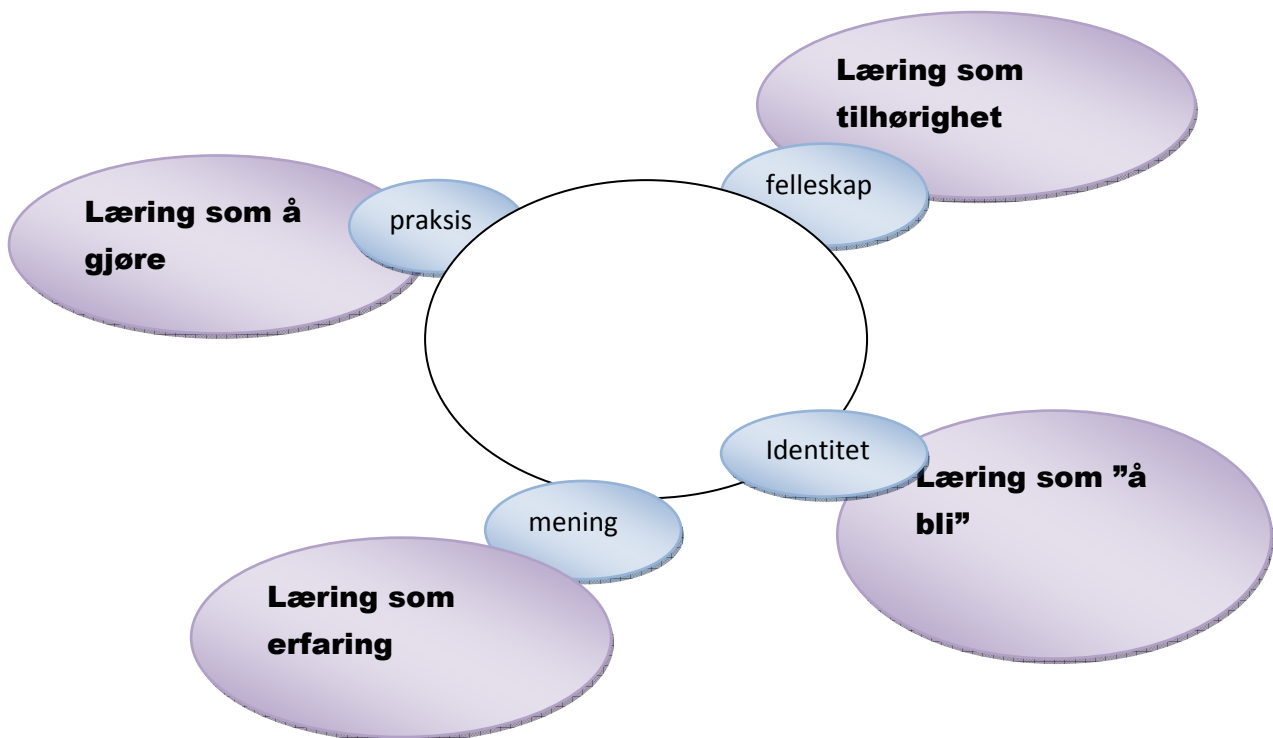 Læring som
tilhørighet
felleskap
Læring som å
gjøre
praksis
Identitet
Læring som ”å
bli”
mening
Læring som
erfaring